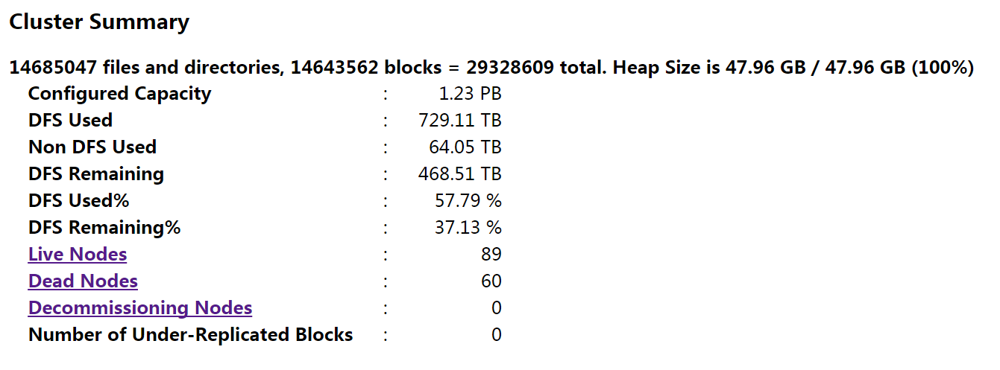 Cluster Summary
14685047 files and directories, 14643562 blocks = 29328609 total. Heap Size is 47.96 GB / 47.96 GB (100%)
Configured Capacity : 1.23 PB
DFS Used : 729.11 TB
Non DFS Used : 64.05 TB
DFS Remaining : 468.51 TB
DFS Used% : 57.79 %
DFS Remaining% : 37.13 %
Live Nodes : 89
Dead Nodes : 60
Decommissioning Nodes : 0
Number of Under-Replicated Blocks : 0